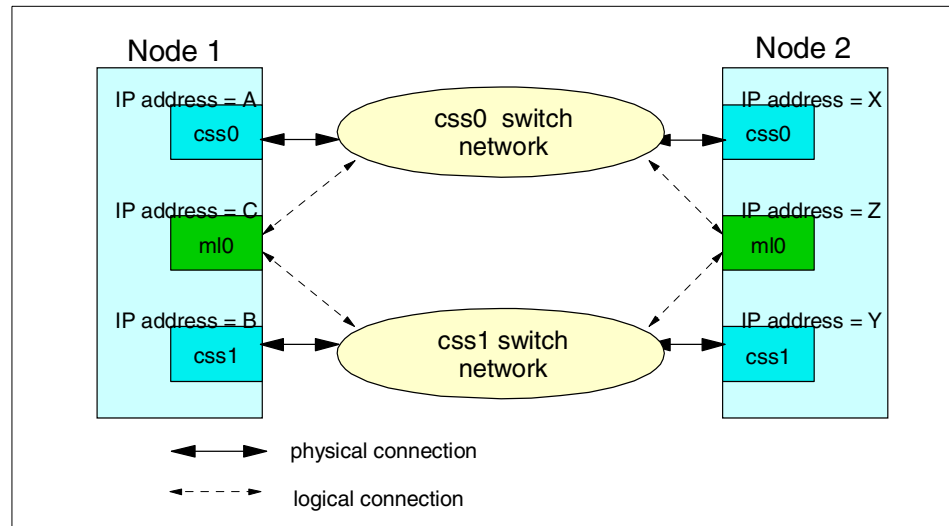 Node 1
Node 2
IP address = A
css0
css0 switch
network
IP address = X
css0
IP address = C
ml0
IP address = Z
ml0
IP address = B
css1
css1 switch
network
IP address = Y
css1
physical connection
logical connection